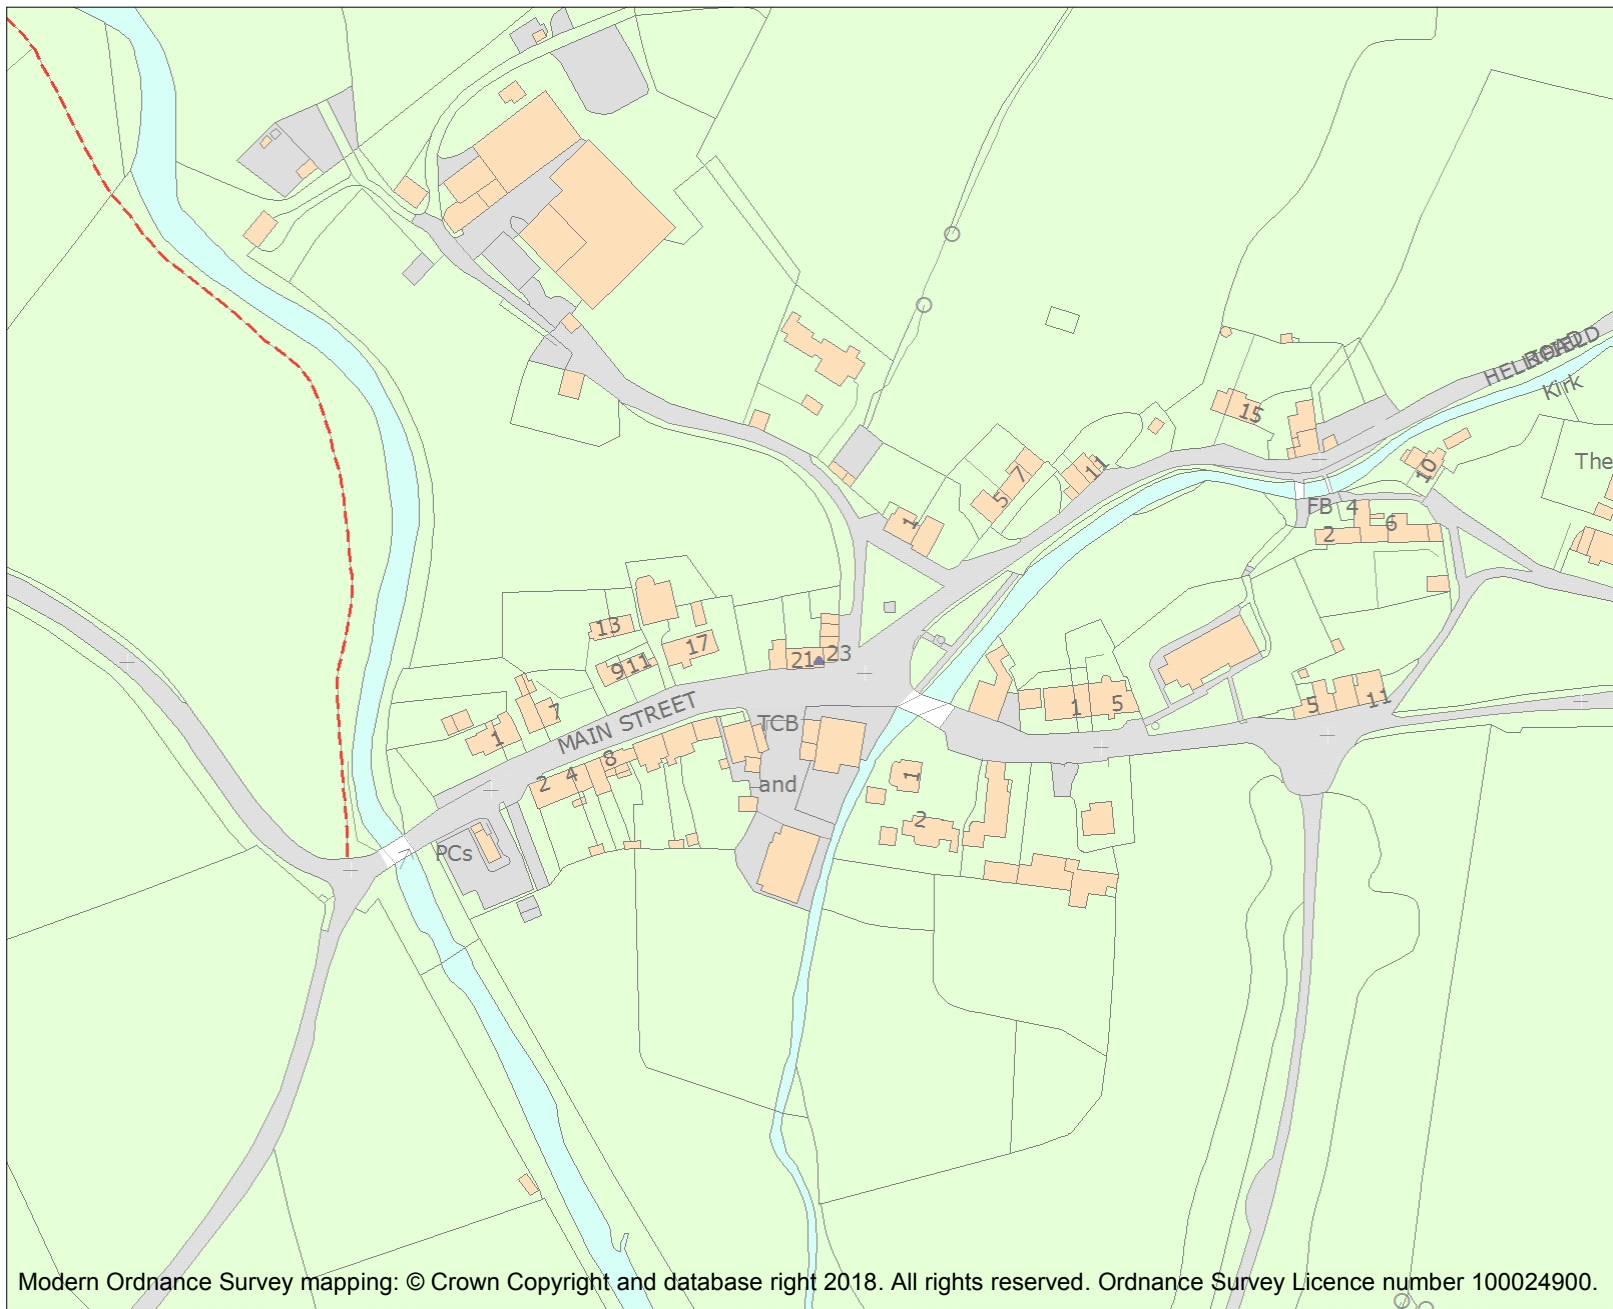 HELLIFIELD
ROAD
Kirk
15
11
7
5
10
The
1
FB
4
2
6
13
17
9
11
21
23
7
1
MAIN STREET
TCB
and
8
4
2
PCs
1
5
5
11
1
2
Modern Ordnance Survey mapping: © Crown Copyright and database right 2018. All rights reserved. Ordnance Survey Licence number 100024900.